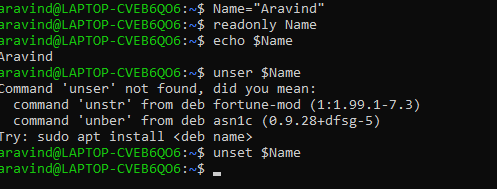 aravind@LAPTOP-CVEB6QO6:~$ Name="Aravind"
aravind@LAPTOP-CVEB6QO6:~$ readonly Name
aravind@LAPTOP-CVEB6QO6:~$ echo $Name
Aravind
aravind@LAPTOP-CVEB6QO6:~$ unser $Name
Command 'unser' not found, did you mean:
  command 'unstr' from deb fortune-mod (1:1.99.1-7.3)
  command 'unber' from deb asn1c (0.9.28+dfsg-5)
Try: sudo apt install <deb name>
aravind@LAPTOP-CVEB6QO6:~$ unset $Name
aravind@LAPTOP-CVEB6QO6:~$